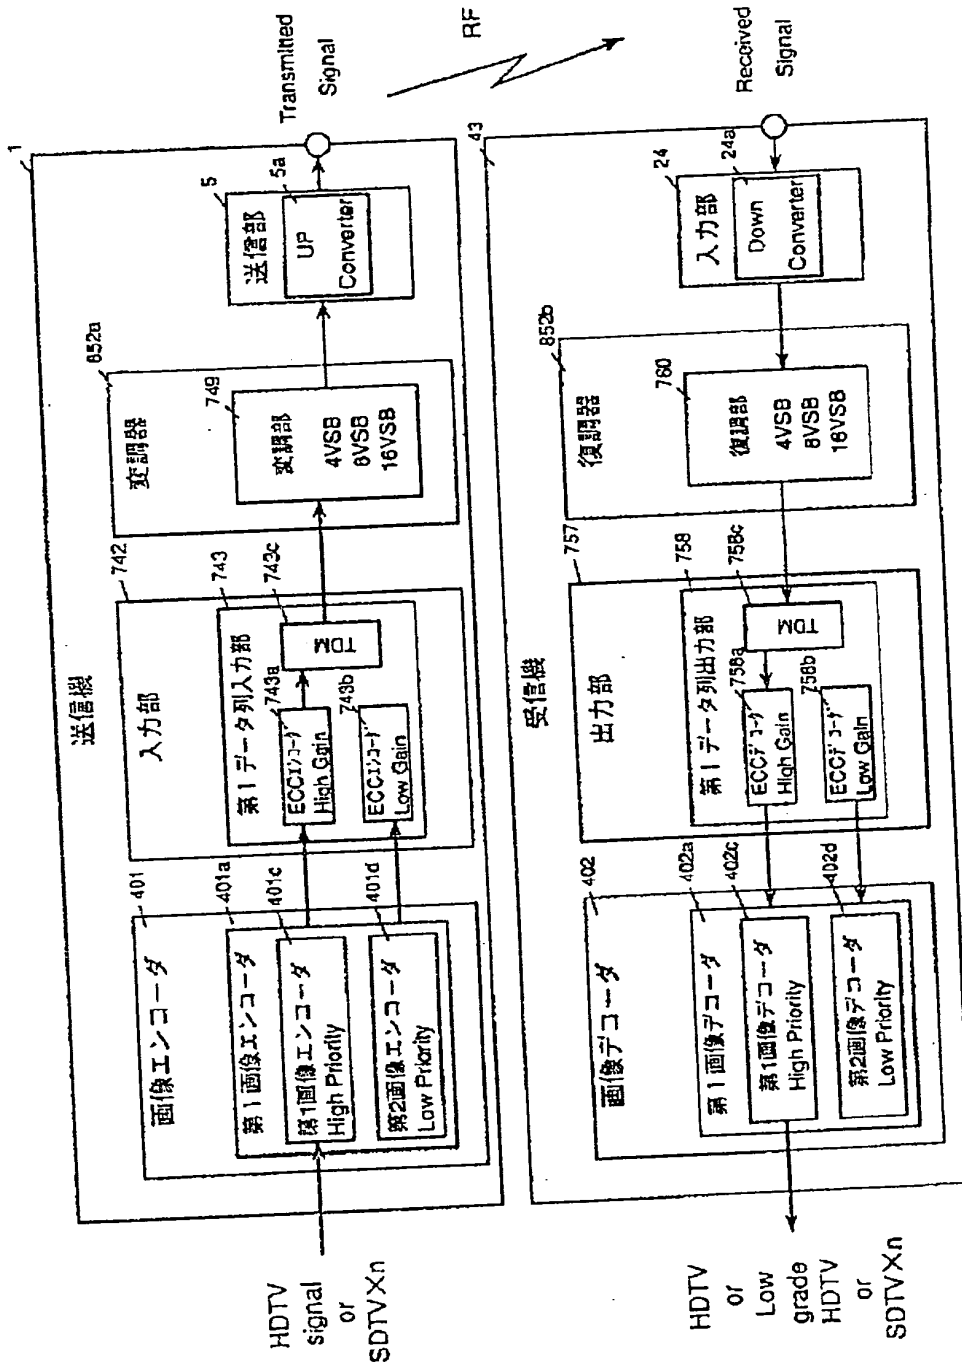 送信機
1
HDTV
signal
or
SDTV×n
画像エンコーダ
401
第1画像エンコーダ
401a
第1画像エンコーダ
High Priority
401c
第2画像エンコーダ
Low Priority
401d
入力部
742
第1データ列入力部
743
ECCエンコーダ
High Gain
743a
ECCエンコーダ
Low Gain
743b
TDM
743c
変調器
852a
変調部
749
4VSB
8VSB
16VSB
送信部
5
UP
Converter
5a
Transmitted
Signal
RF
受信機
43
Received
Signal
入力部
24
Down
Converter
24a
復調器
852b
復調部
760
4VSB
8VSB
16VSB
出力部
757
第1データ列出力部
758
TDM
758c
ECCデコーダ
High Gain
758a
ECCデコーダ
Low Gain
758b
画像デコーダ
402
第1画像デコーダ
402a
第1画像デコーダ
High Priority
402c
第2画像デコーダ
Low Priority
402d
HDTV
or
Low
grade
HDTV
or
SDTV×n